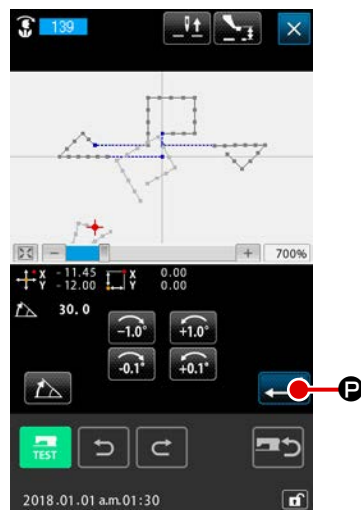 139
700%
X -11.45 X 0.00
Y -12.00 Y 0.00
30.0
-1.0° +1.0°
-0.1° +0.1°
P
TEST
2018.01.01 a.m.01:30